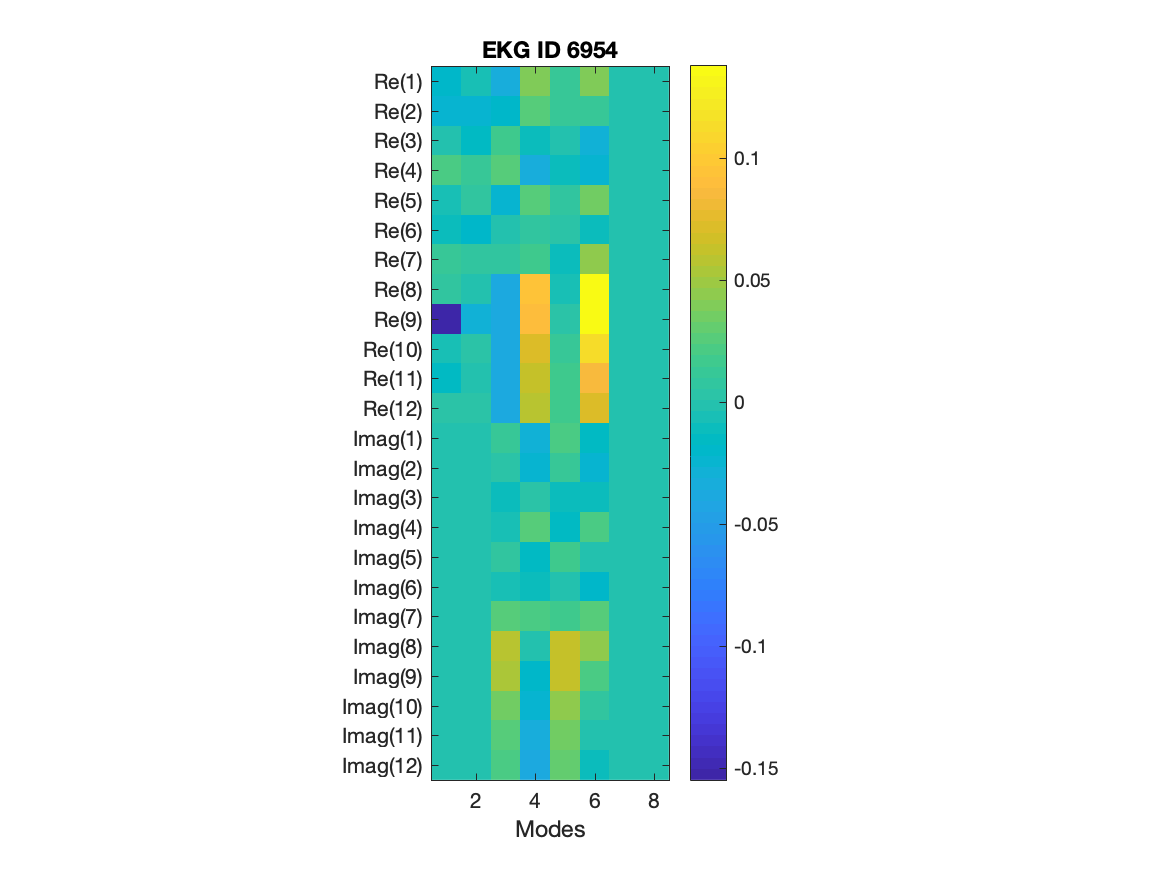 EKG ID 6954
Re(1)
Re(2)
Re(3)
Re(4)
Re(5)
Re(6)
Re(7)
Re(8)
Re(9)
Re(10)
Re(11)
Re(12)
Imag(1)
Imag(2)
Imag(3)
Imag(4)
Imag(5)
Imag(6)
Imag(7)
Imag(8)
Imag(9)
Imag(10)
Imag(11)
Imag(12)
2 4 6 8
Modes
0.1
0.05
0
-0.05
-0.1
-0.15